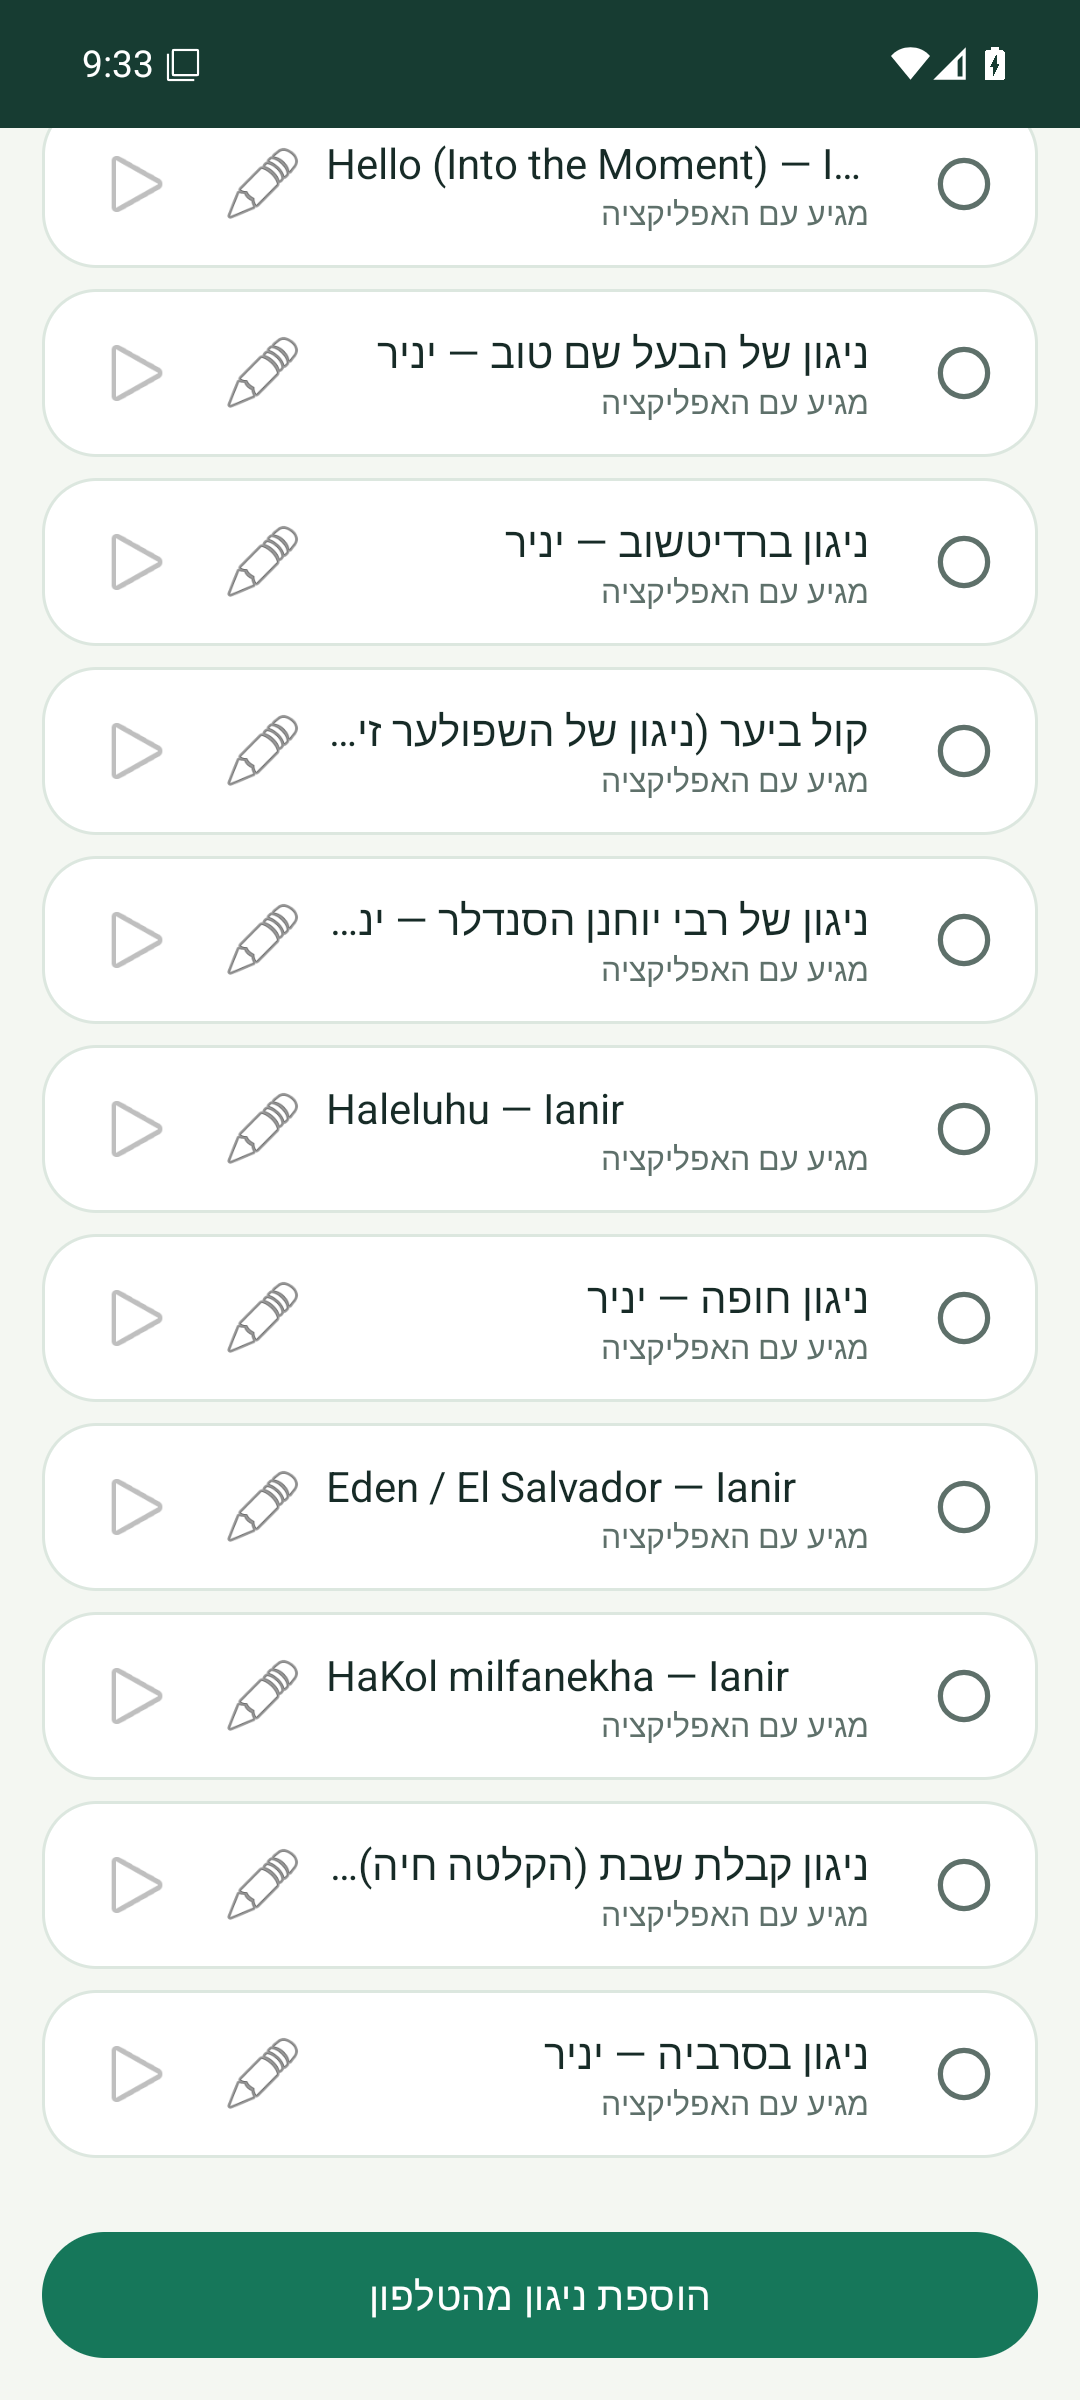 9:33
Hello (Into the Moment) — I...
מגיע עם האפליקציה
ניגון של הבעל שם טוב — יניר
מגיע עם האפליקציה
ניגון ברדיטשוב — יניר
מגיע עם האפליקציה
קול ביער (ניגון של השפולער זי...
מגיע עם האפליקציה
ניגון של רבי יוחנן הסנדלר — ינ...
מגיע עם האפליקציה
Haleluhu — Ianir
מגיע עם האפליקציה
ניגון חופה — יניר
מגיע עם האפליקציה
Eden / El Salvador — Ianir
מגיע עם האפליקציה
HaKol milfanekha — Ianir
מגיע עם האפליקציה
ניגון קבלת שבת (הקלטה חיה)...
מגיע עם האפליקציה
ניגון בסרביה — יניר
מגיע עם האפליקציה
הוספת ניגון מהטלפון